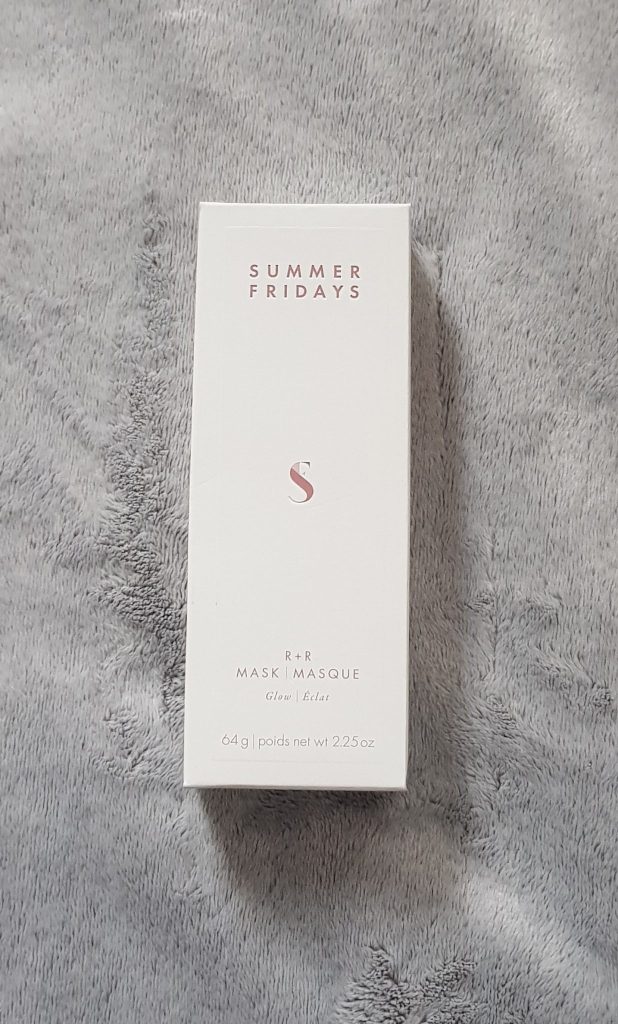 SUMMER
FRIDAYS
S
R+R
MASK | MASQUE
Glow | Éclat
64 g | poids net wt 2.25 oz